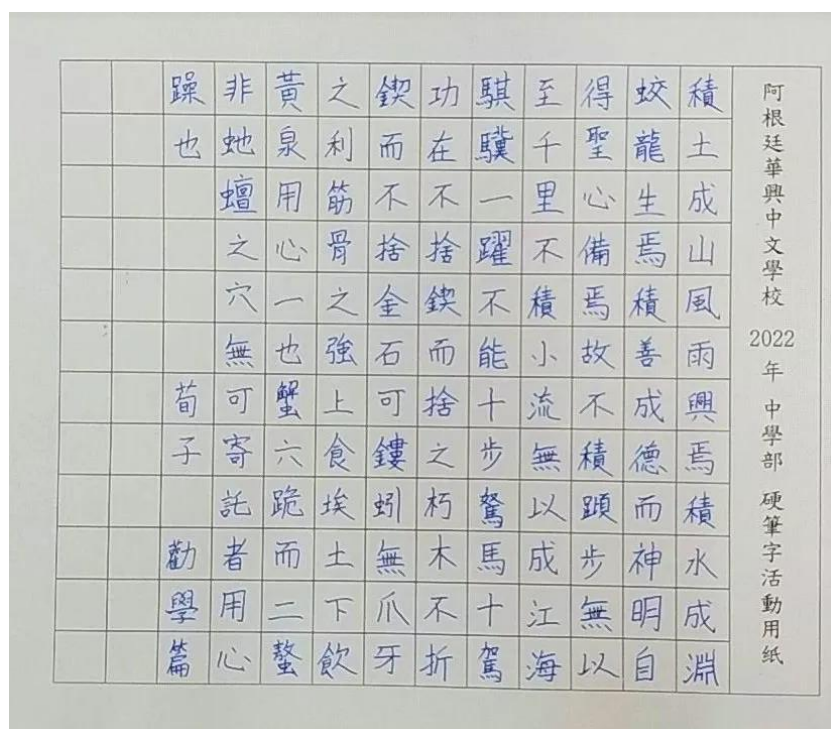 阿根廷華興中文學校 2022 年 中學部 硬筆字活動用紙
積土成山風雨興焉積水成淵
蛟龍生焉積善成德而神明自
得聖心備焉故不積蹞步無以
至千里不積小流無以成江海
騏驥一躍不能十步駑馬十駕
功在不捨鍥而捨之朽木不折
鍥而不捨金石可鏤蚓無爪牙
之利筋骨之強上食埃土下飲
黃泉用心一也蟹六跪而二螯
非虵蟺之穴無可寄託者用心
躁也 荀子 勸學篇